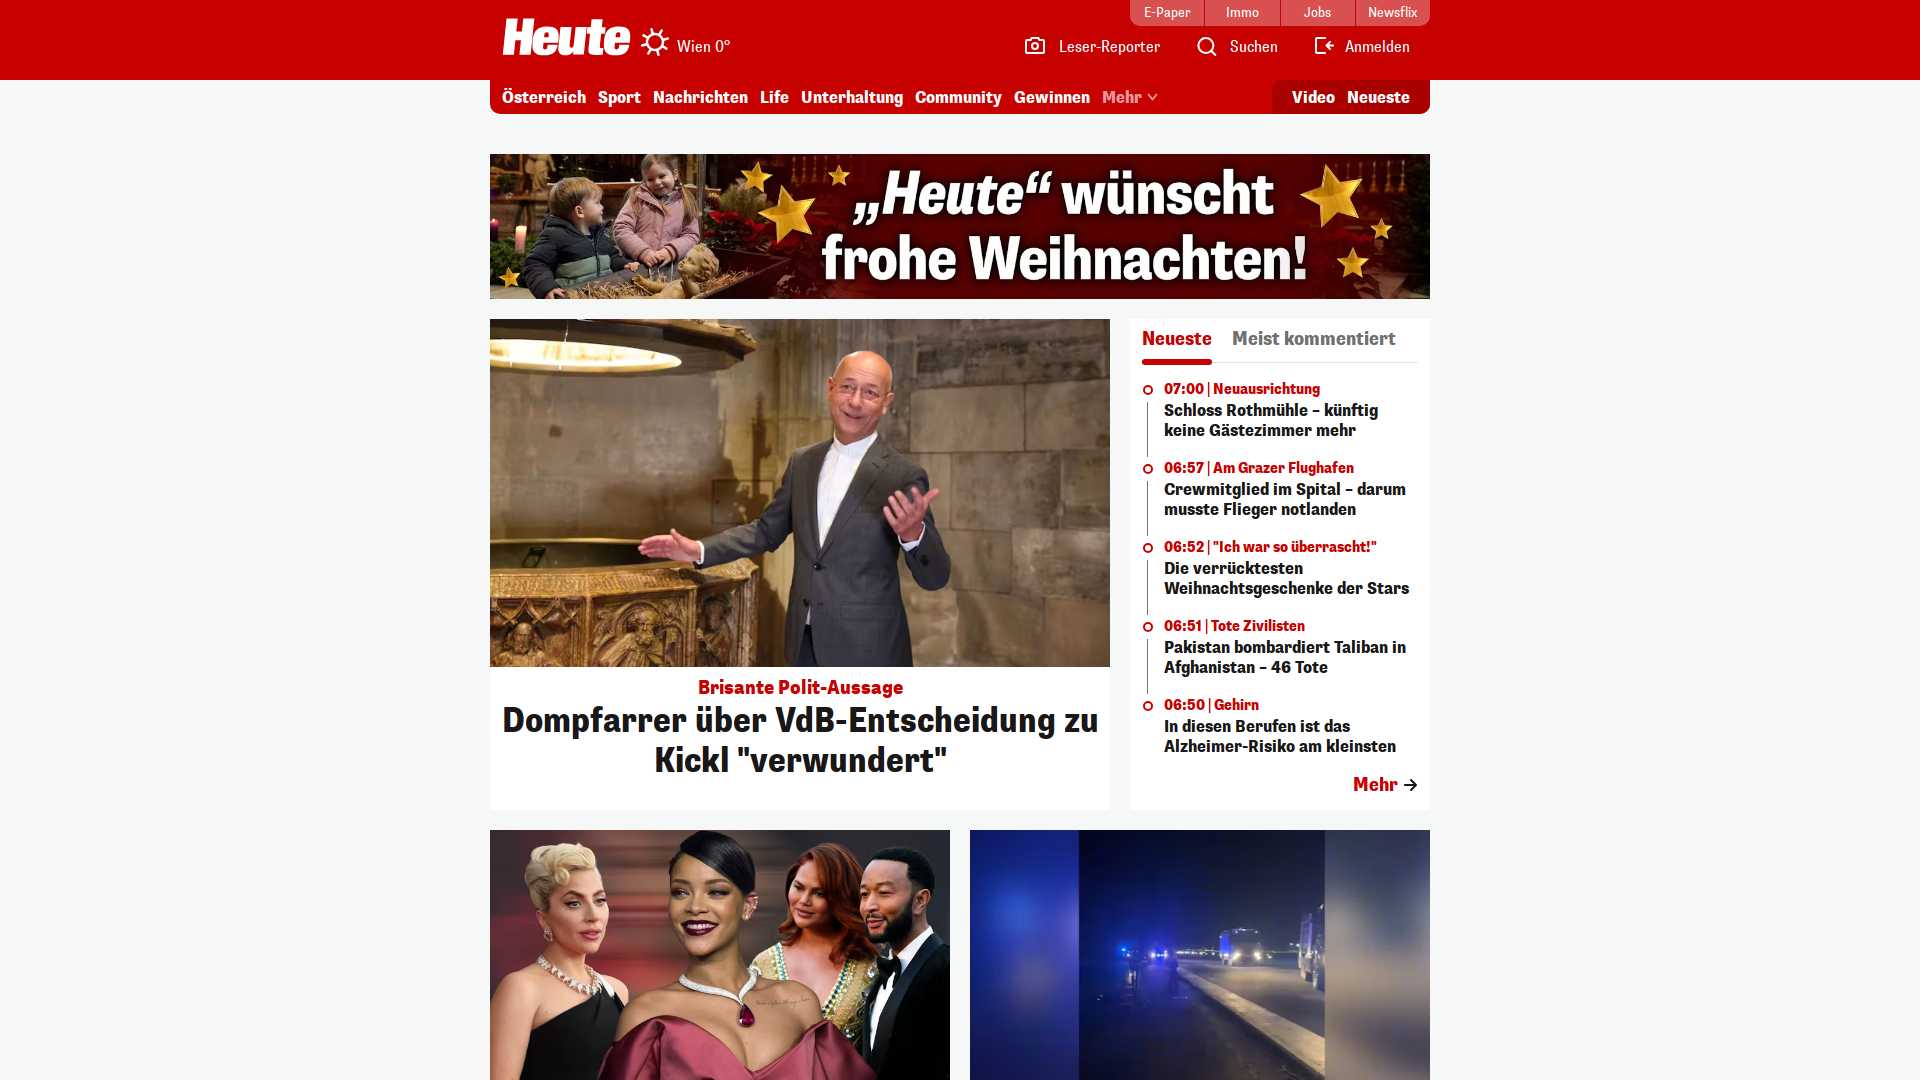 E-Paper
Immo
Jobs
Newsflix
Heute
Wien 0°
Leser-Reporter
Suchen
Anmelden
Österreich
Sport
Nachrichten
Life
Unterhaltung
Community
Gewinnen
Mehr
Video
Neueste
„Heute“ wünscht
frohe Weihnachten!
Brisante Polit-Aussage
Dompfarrer über VdB-Entscheidung zu
Kickl "verwundert"
Neueste
Meist kommentiert
07:00 | Neuausrichtung
Schloss Rothmühle – künftig
keine Gästezimmer mehr
06:57 | Am Grazer Flughafen
Crewmitglied im Spital – darum
musste Flieger notlanden
06:52 | "Ich war so überrascht!"
Die verrücktesten
Weihnachtsgeschenke der Stars
06:51 | Tote Zivilisten
Pakistan bombardiert Taliban in
Afghanistan – 46 Tote
06:50 | Gehirn
In diesen Berufen ist das
Alzheimer-Risiko am kleinsten
Mehr